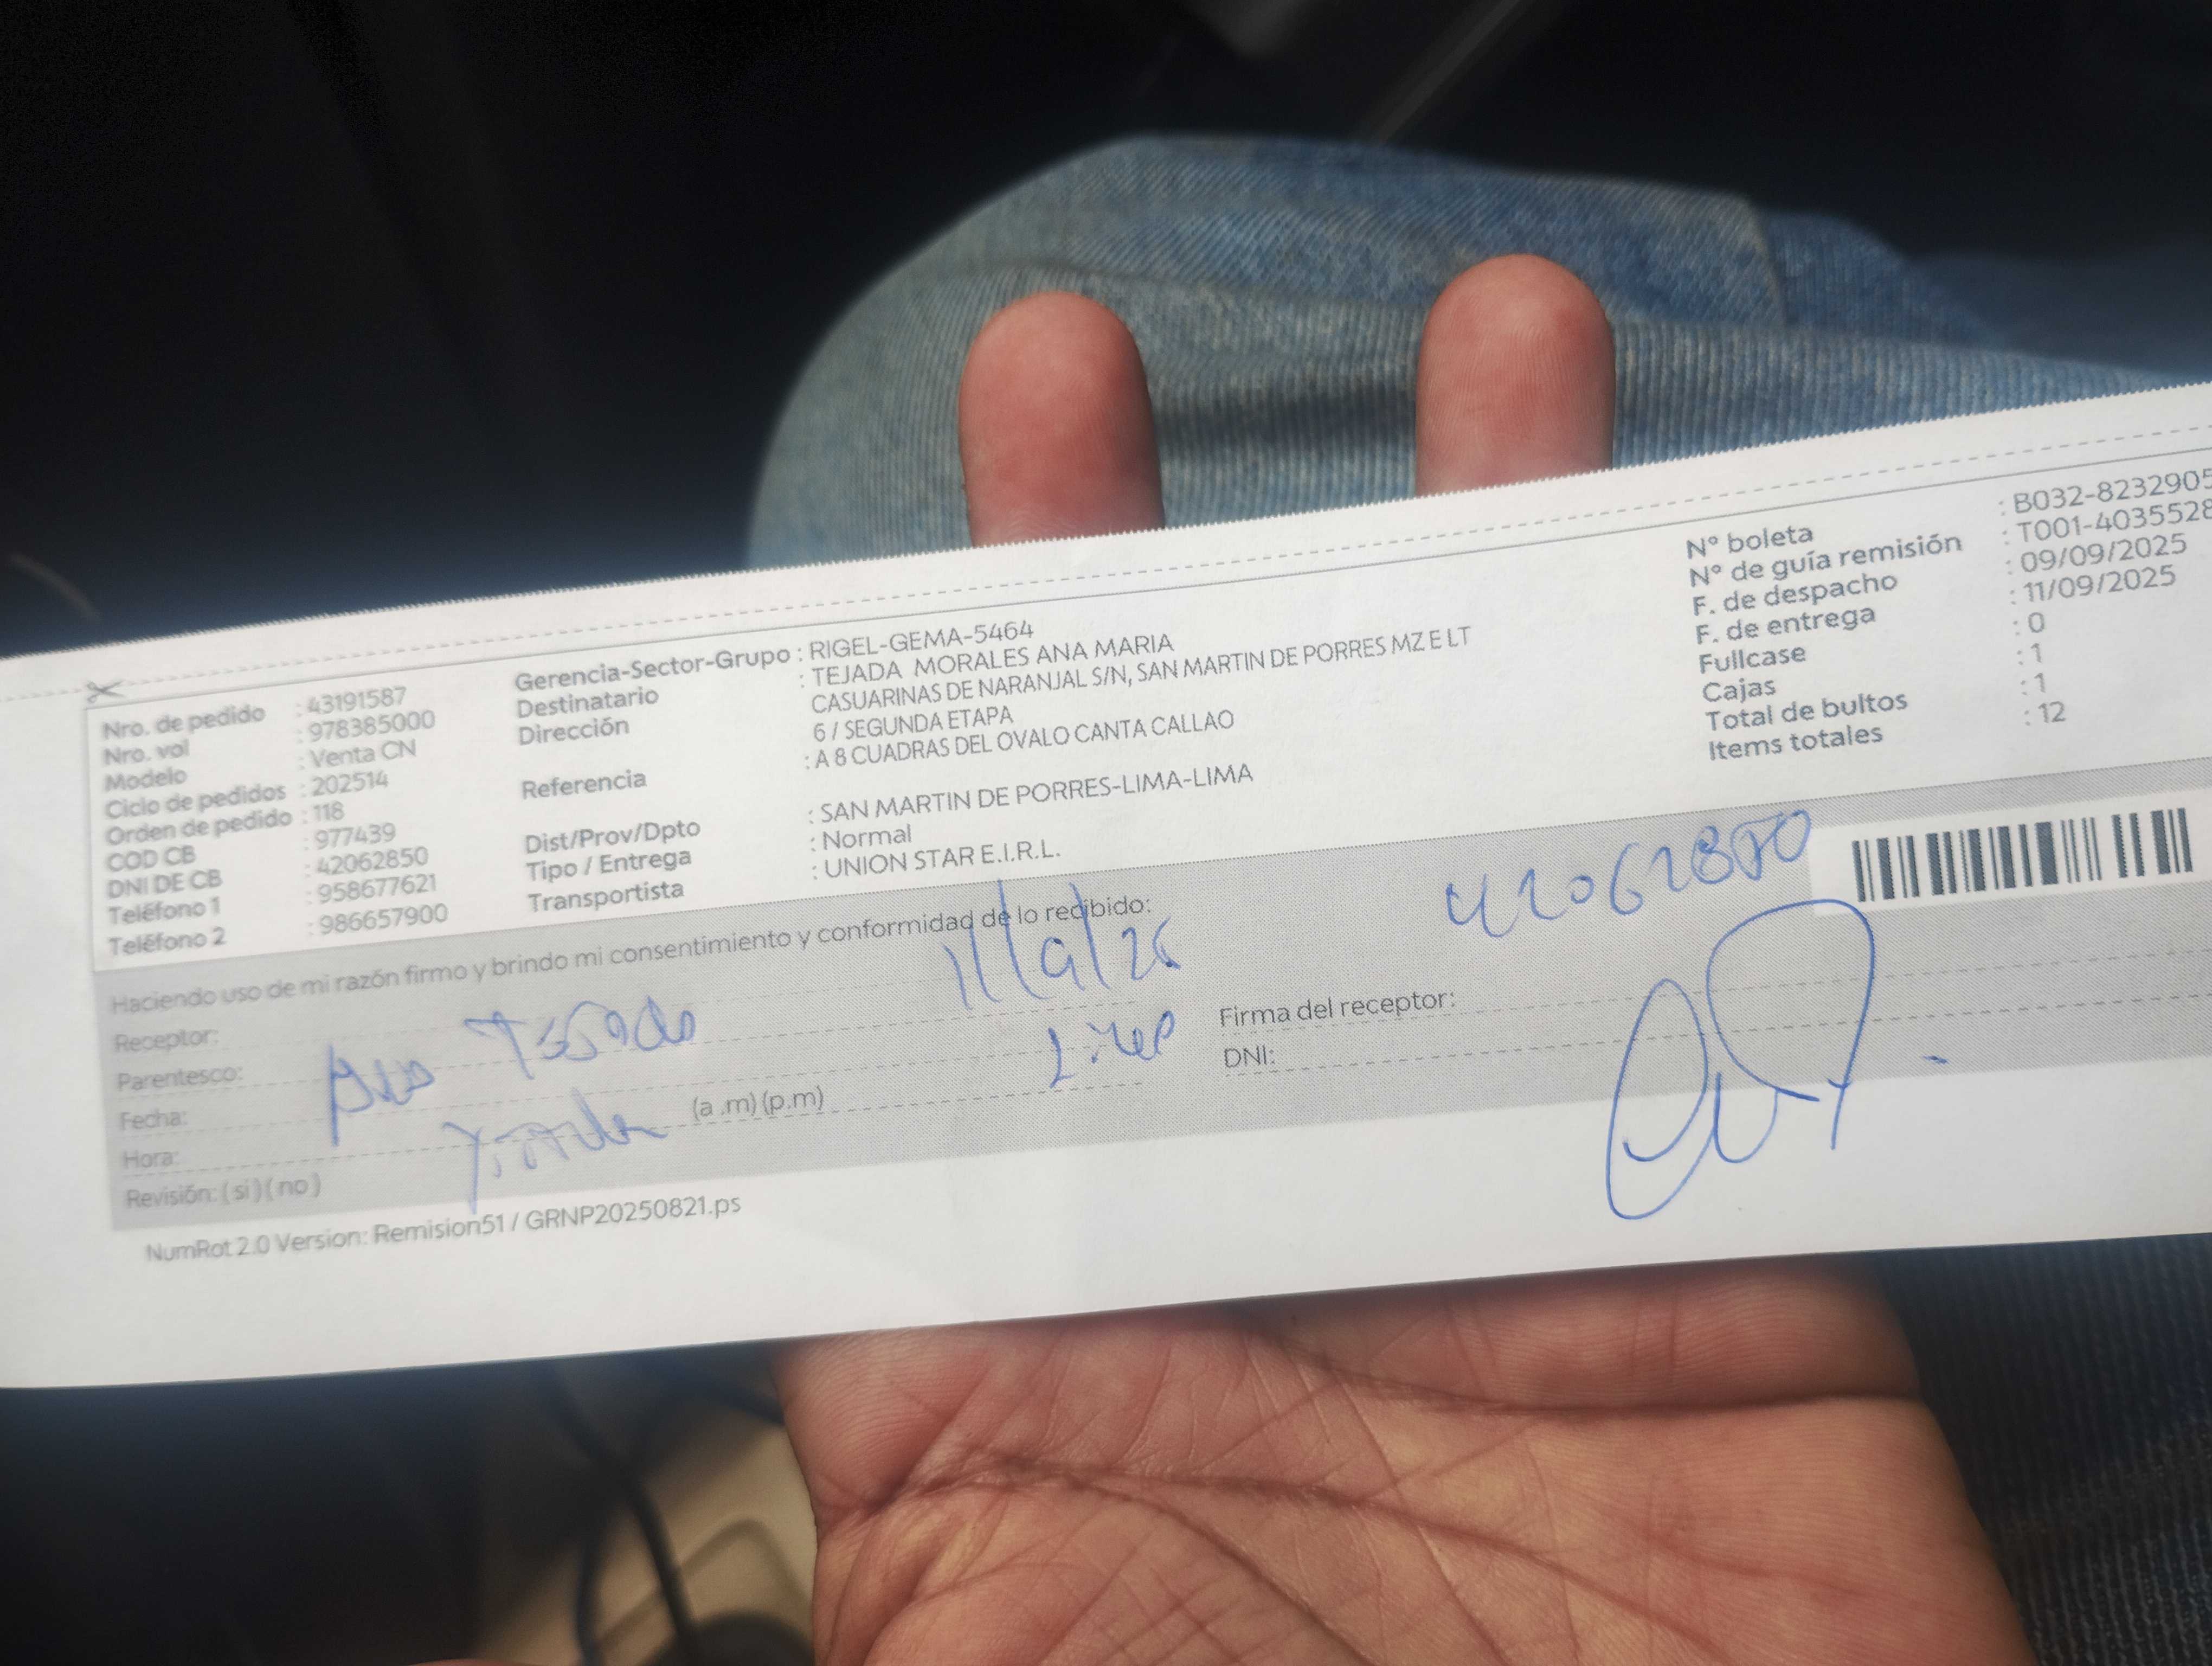 Nro. de pedido : 43191587
Nro. vol : 978385000
Modelo : Venta CN
Ciclo de pedidos : 202514
Orden de pedido : 118
COD CB : 977439
DNI DE CB : 42062850
Teléfono 1 : 958677621
Teléfono 2 : 986657900
Gerencia-Sector-Grupo : RIGEL-GEMA-5464
Destinatario : TEJADA MORALES ANA MARIA
Dirección CASUARINAS DE NARANJAL S/N, SAN MARTIN DE PORRES MZ E LT
6 / SEGUNDA ETAPA
Referencia : A 8 CUADRAS DEL OVALO CANTA CALLAO
Dist/Prov/Dpto : SAN MARTIN DE PORRES-LIMA-LIMA
Tipo / Entrega : Normal
Transportista : UNION STAR E.I.R.L.
N° boleta : B032-8232905
N° de guía remisión : T001-4035528
F. de despacho : 09/09/2025
F. de entrega : 11/09/2025
Fullcase : 0
Cajas : 1
Total de bultos : 1
Items totales : 12
Haciendo uso de mi razón firmo y brindo mi consentimiento y conformidad de lo recibido:
Receptor: Ana Tejada
Parentesco:
Fecha: 11/9/25
Hora: (a .m) (p.m)
Revisión: ( si ) ( no )
Firma del receptor:
DNI: 42062850
NumRot 2.0 Version: Remision51 / GRNP20250821.ps